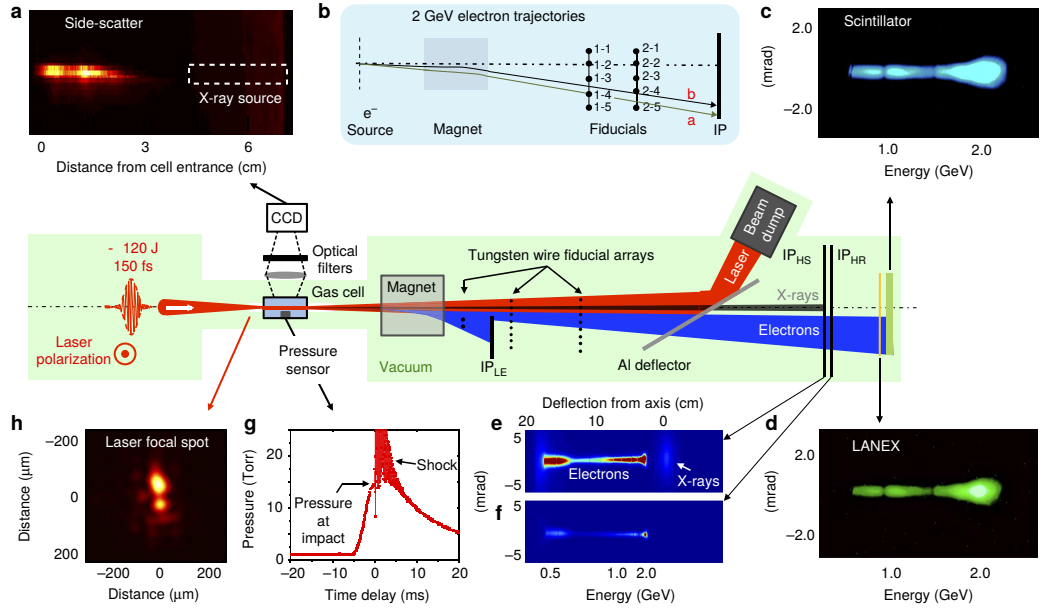 a
Side-scatter
X-ray source
0
3
6
Distance from cell entrance (cm)
b
2 GeV electron trajectories
1-1
1-2
1-3
1-4
1-5
2-1
2-2
2-3
2-4
2-5
b
a
e–
Source
Magnet
Fiducials
IP
c
Scintillator
2.0
(mrad)
–2.0
1.0
2.0
Energy (GeV)
CCD
Optical
filters
Gas cell
- 120 J
150 fs
Laser
polarization
Pressure
sensor
Magnet
Vacuum
Tungsten wire fiducial arrays
IPLE
Laser
Beam
dump
Al deflector
IPHS
IPHR
X-rays
Electrons
h
Laser focal spot
–200
0
200
Distance (μm)
–200
0
200
Distance
(μm)
g
Pressure (Torr)
20
10
0
Shock
Pressure
at
impact
–20
–10
0
10
20
Time delay (ms)
Deflection from axis (cm)
20
10
0
e
5
–5
(mrad)
Electrons
X-rays
f
5
–5
0.5
1.0
2.0
Energy (GeV)
d
LANEX
2.0
(mrad)
–2.0
1.0
2.0
Energy (GeV)